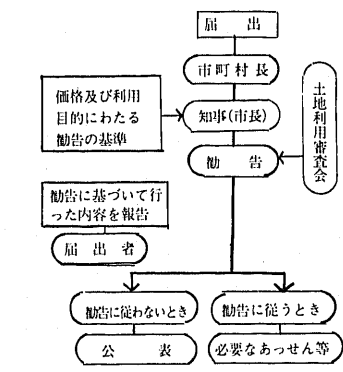 届出
市町村長
価格及び利用
目的にわたる
勧告の基準
知事(市長)
土地利用審査会
勧告
勧告に基づいて行
った内容を報告
届出者
勧告に従わないとき
勧告に従うとき
公表
必要なあっせん等